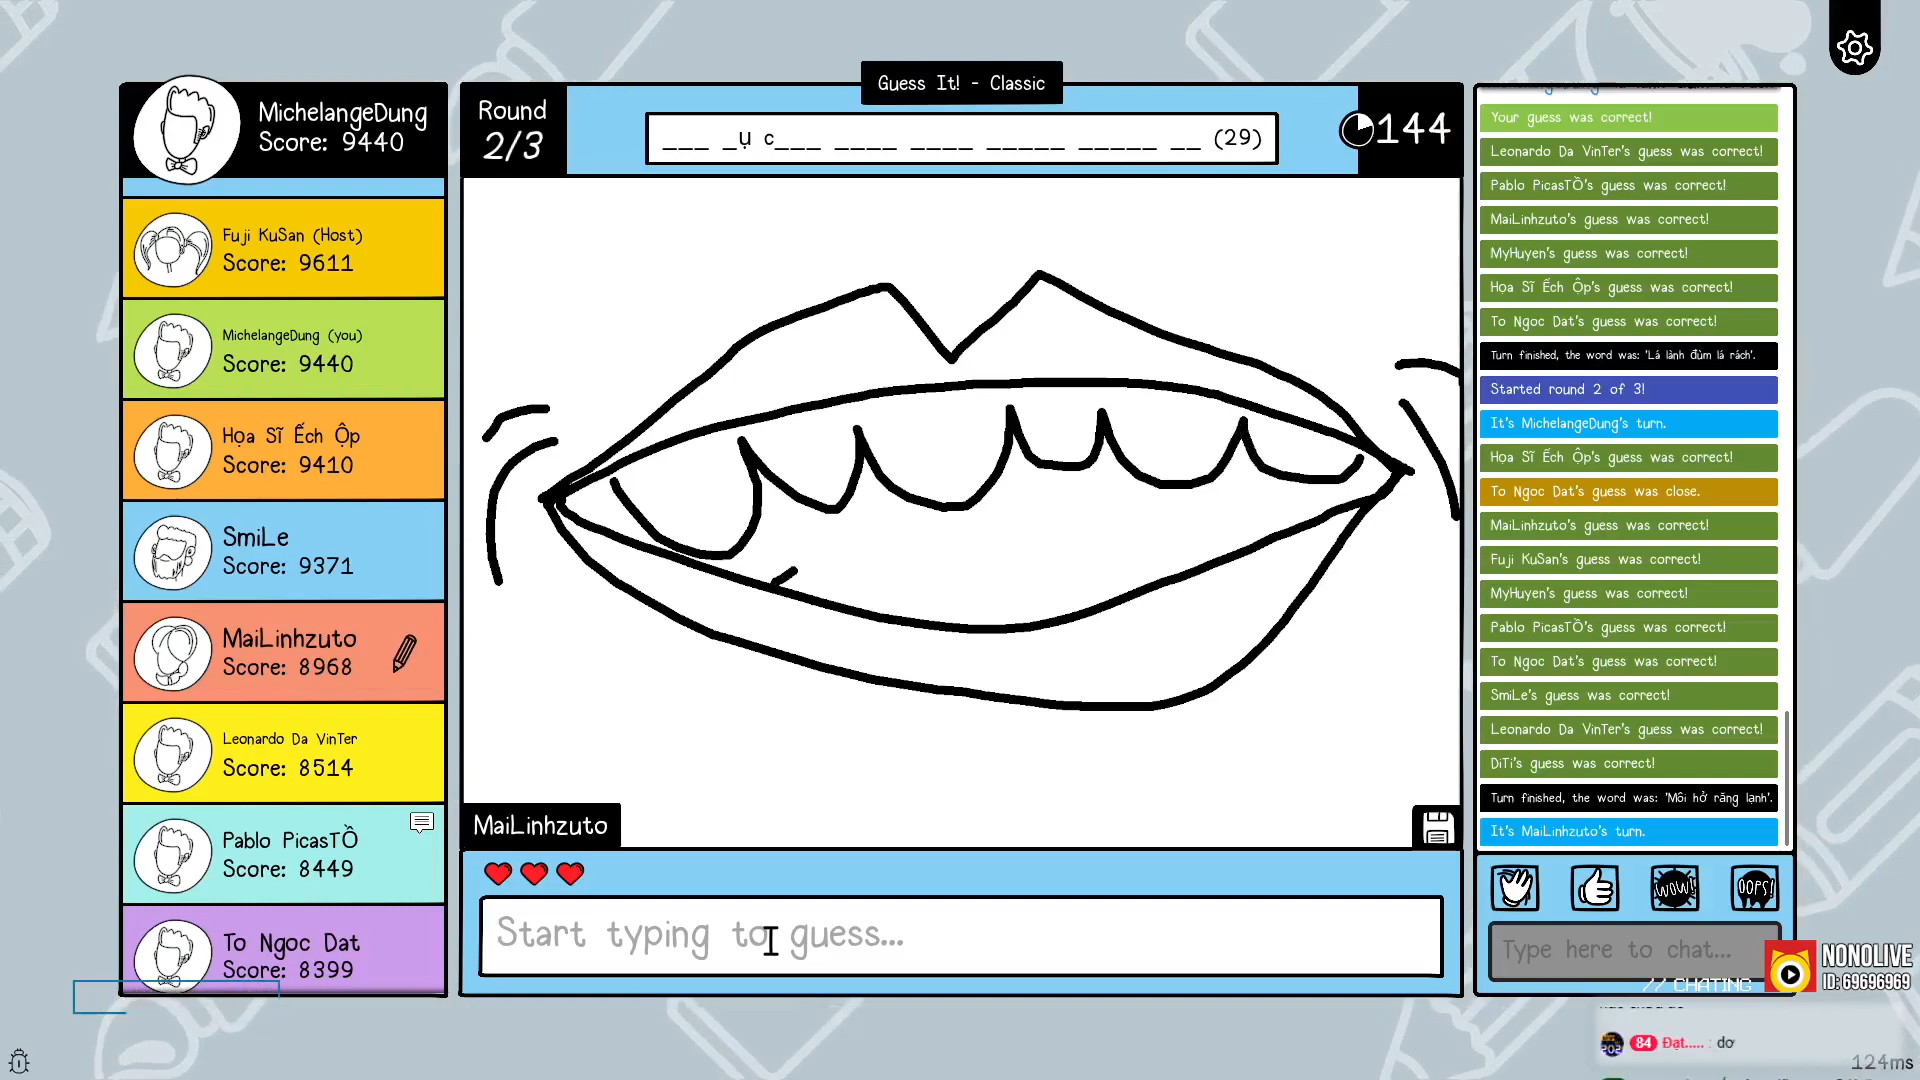 Guess It! - Classic
MichelangeDung
Score: 9440
Round
2/3
___ _ụ c___ ____ ____ _____ _____ __ (29)
144
Fuji KuSan (Host)
Score: 9611
MichelangeDung (you)
Score: 9440
Họa Sĩ Ếch Ộp
Score: 9410
SmiLe
Score: 9371
MaiLinhzuto
Score: 8968
Leonardo Da VinTer
Score: 8514
Pablo PicasTỒ
Score: 8449
To Ngoc Dat
Score: 8399
MaiLinhzuto
Start typing to guess...
Your guess was correct!
Leonardo Da VinTer's guess was correct!
Pablo PicasTỒ's guess was correct!
MaiLinhzuto's guess was correct!
MyHuyen's guess was correct!
Họa Sĩ Ếch Ộp's guess was correct!
To Ngoc Dat's guess was correct!
Turn finished, the word was: 'Lá lành đùm lá rách'.
Started round 2 of 3!
It's MichelangeDung's turn.
Họa Sĩ Ếch Ộp's guess was correct!
To Ngoc Dat's guess was close.
MaiLinhzuto's guess was correct!
Fuji KuSan's guess was correct!
MyHuyen's guess was correct!
Pablo PicasTỒ's guess was correct!
To Ngoc Dat's guess was correct!
SmiLe's guess was correct!
Leonardo Da VinTer's guess was correct!
DiTi's guess was correct!
Turn finished, the word was: 'Môi hở răng lạnh'.
It's MaiLinhzuto's turn.
WOW!
OOPS!
Type here to chat...
// CHATING
NONOLIVE
ID:69696969
84 Đạt..... : dơ
124ms